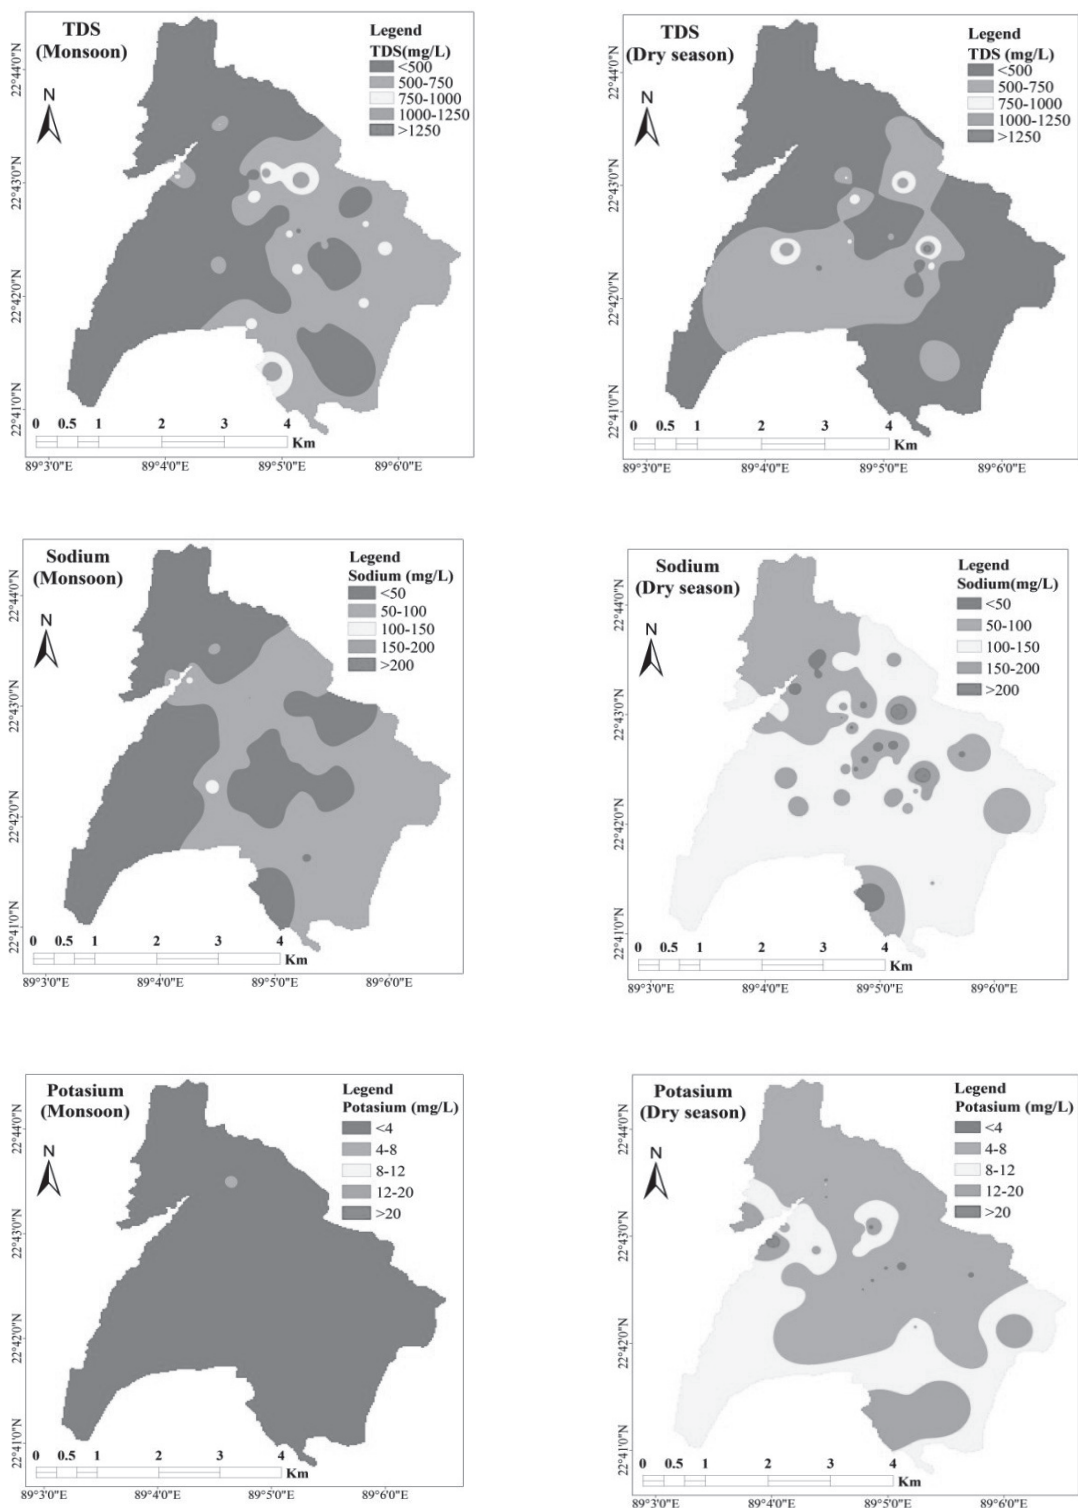 TDS
(Monsoon)
Legend
TDS(mg/L)
<500
500-750
750-1000
1000-1250
>1250
N
22°44'0"N
22°43'0"N
22°42'0"N
22°41'0"N
0 0.5 1 2 3 4
Km
89°3'0"E 89°4'0"E 89°5'0"E 89°6'0"E
TDS
(Dry season)
Legend
TDS (mg/L)
<500
500-750
750-1000
1000-1250
>1250
N
22°44'0"N
22°43'0"N
22°42'0"N
22°41'0"N
0 0.5 1 2 3 4
Km
89°3'0"E 89°4'0"E 89°5'0"E 89°6'0"E
Sodium
(Monsoon)
Legend
Sodium (mg/L)
<50
50-100
100-150
150-200
>200
N
22°44'0"N
22°43'0"N
22°42'0"N
22°41'0"N
0 0.5 1 2 3 4
Km
89°3'0"E 89°4'0"E 89°5'0"E 89°6'0"E
Sodium
(Dry season)
Legend
Sodium(mg/L)
<50
50-100
100-150
150-200
>200
N
22°44'0"N
22°43'0"N
22°42'0"N
22°41'0"N
0 0.5 1 2 3 4
Km
89°3'0"E 89°4'0"E 89°5'0"E 89°6'0"E
Potasium
(Monsoon)
Legend
Potasium (mg/L)
<4
4-8
8-12
12-20
>20
N
22°44'0"N
22°43'0"N
22°42'0"N
22°41'0"N
0 0.5 1 2 3 4
Km
89°3'0"E 89°4'0"E 89°5'0"E 89°6'0"E
Potasium
(Dry season)
Legend
Potasium (mg/L)
<4
4-8
8-12
12-20
>20
N
22°44'0"N
22°43'0"N
22°42'0"N
22°41'0"N
0 0.5 1 2 3 4
Km
89°3'0"E 89°4'0"E 89°5'0"E 89°6'0"E